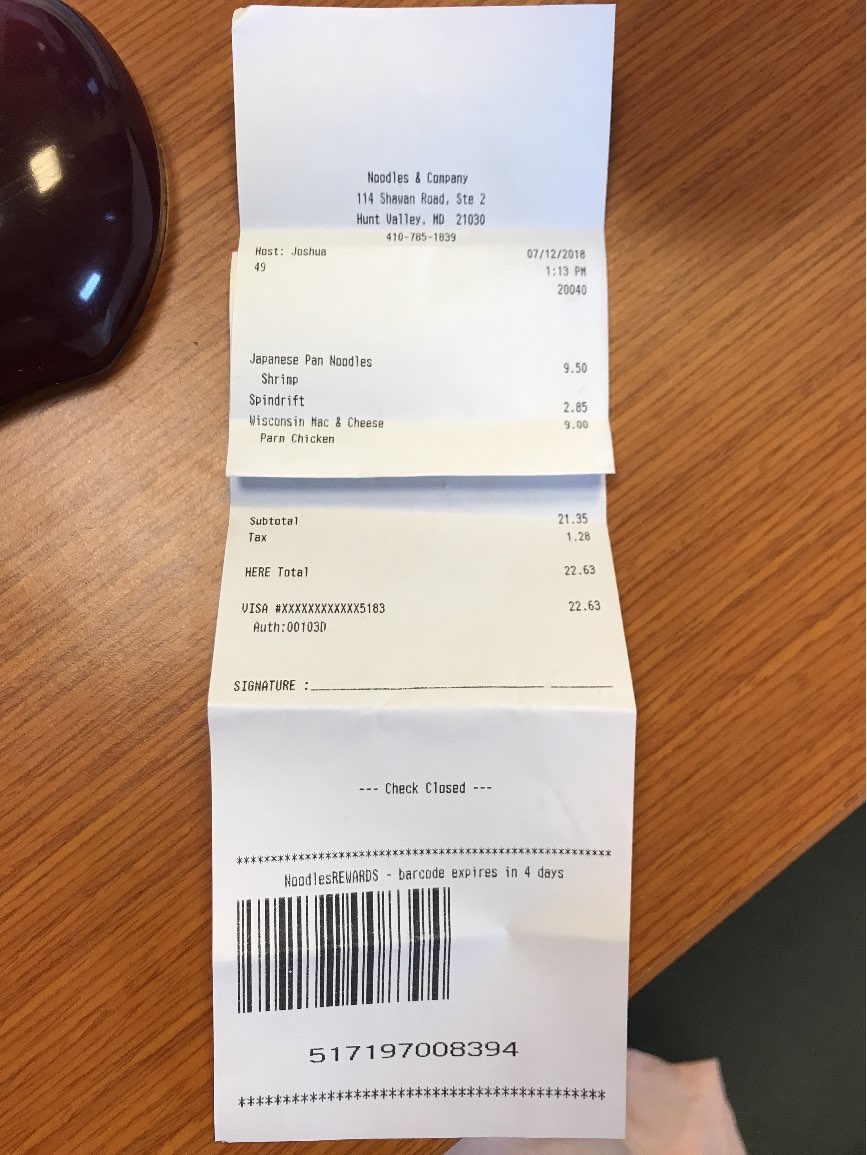 Noodles & Company
114 Shawan Road, Ste 2
Hunt Valley, MD 21030
410-785-1839
Host: Joshua 07/12/2018
49 1:13 PM
20040
Japanese Pan Noodles 9.50
Shrimp
Spindrift 2.85
Wisconsin Mac & Cheese 9.00
Parm Chicken
Subtotal 21.35
Tax 1.28
HERE Total 22.63
VISA #XXXXXXXXXXXX5183 22.63
Auth:00103D
SIGNATURE :
--- Check Closed ---
NoodlesREWARDS - barcode expires in 4 days
517197008394